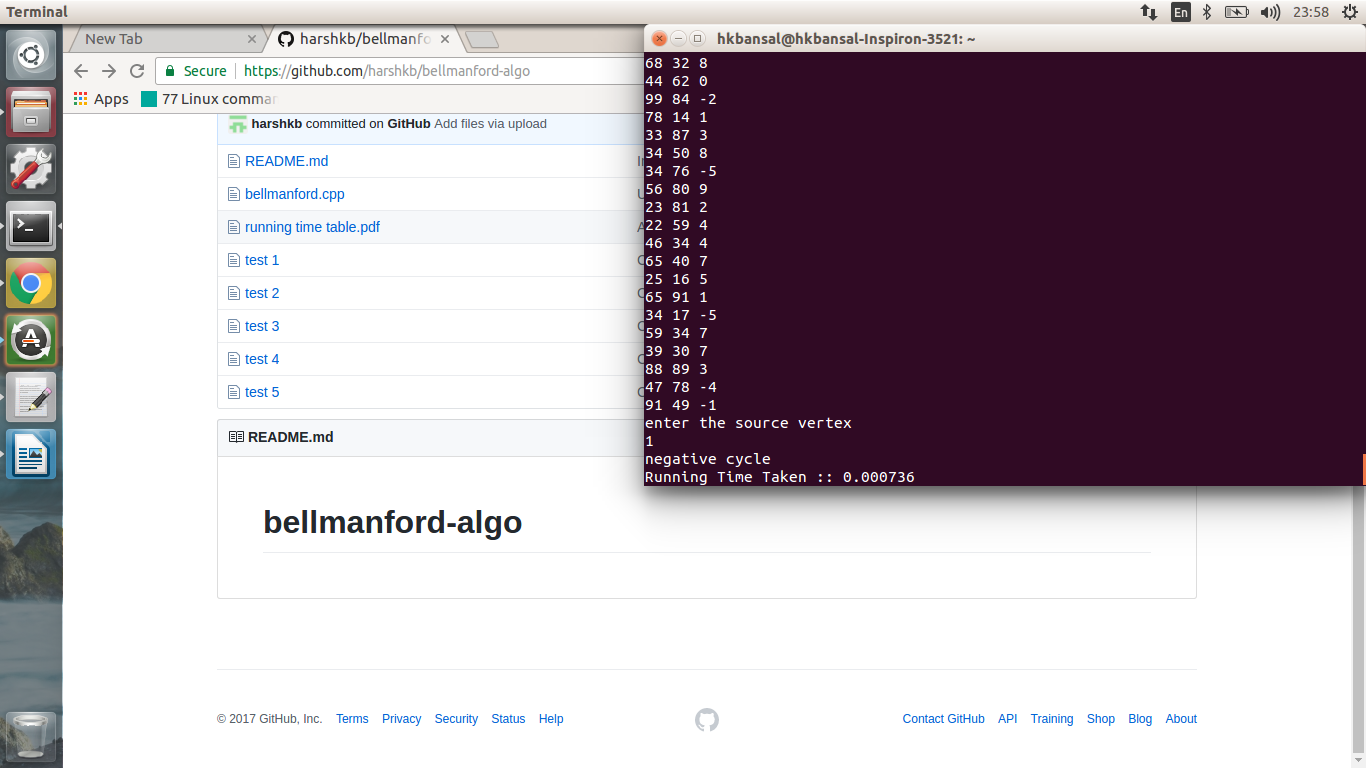 Terminal
En
23:58
New Tab
harshkb/bellmanfo
Secure
https://github.com/harshkb/bellmanford-algo
Apps
77 Linux comman
harshkb committed on GitHub Add files via upload
README.md
bellmanford.cpp
running time table.pdf
test 1
test 2
test 3
test 4
test 5
README.md
bellmanford-algo
© 2017 GitHub, Inc. Terms Privacy Security Status Help
Contact GitHub API Training Shop Blog About
hkbansal@hkbansal-Inspiron-3521: ~
68 32 8
44 62 0
99 84 -2
78 14 1
33 87 3
34 50 8
34 76 -5
56 80 9
23 81 2
22 59 4
46 34 4
65 40 7
25 16 5
65 91 1
34 17 -5
59 34 7
39 30 7
88 89 3
47 78 -4
91 49 -1
enter the source vertex
1
negative cycle
Running Time Taken :: 0.000736